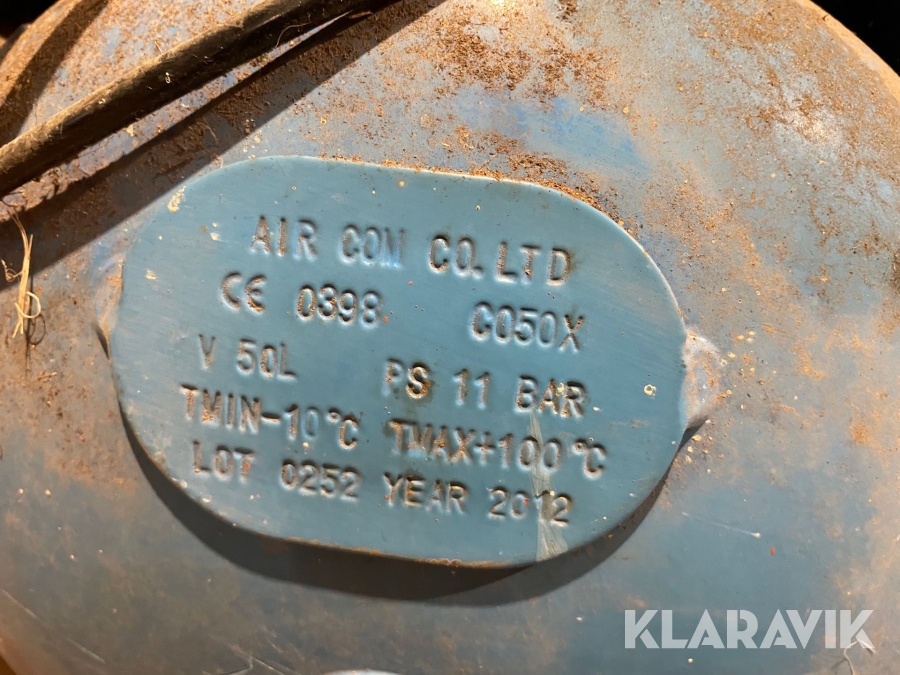 AIR COM CO.LTD
CE 0398 C050X
V 50L PS 11 BAR
TMIN-10°C TMAX+100°C
LOT 0252 YEAR 2012
KLARAVIK